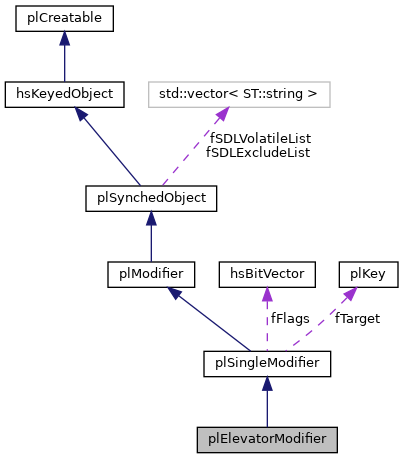 plCreatable
hsKeyedObject
std::vector< ST::string >
fSDLVolatileList
fSDLExcludeList
plSynchedObject
plModifier
hsBitVector
plKey
fFlags
fTarget
plSingleModifier
plElevatorModifier